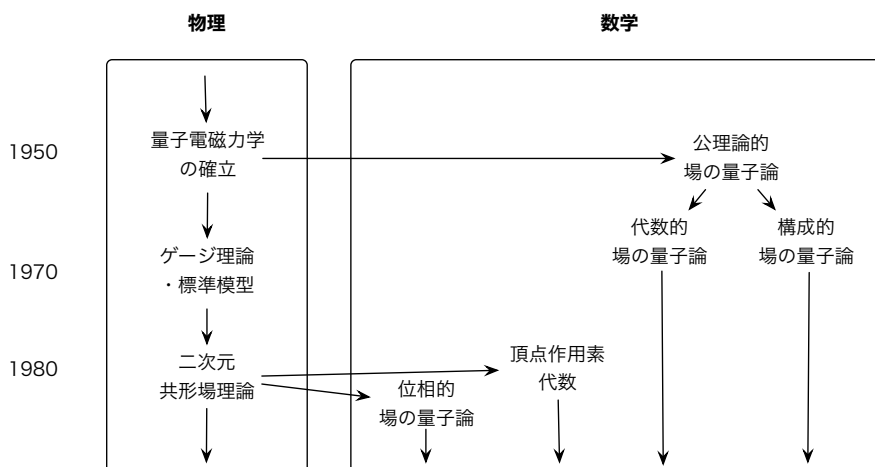 物理
数学
1950
量子電磁力学
の確立
公理論的
場の量子論
代数的
場の量子論
構成的
場の量子論
1970
ゲージ理論
・標準模型
1980
二次元
共形場理論
頂点作用素
代数
位相的
場の量子論